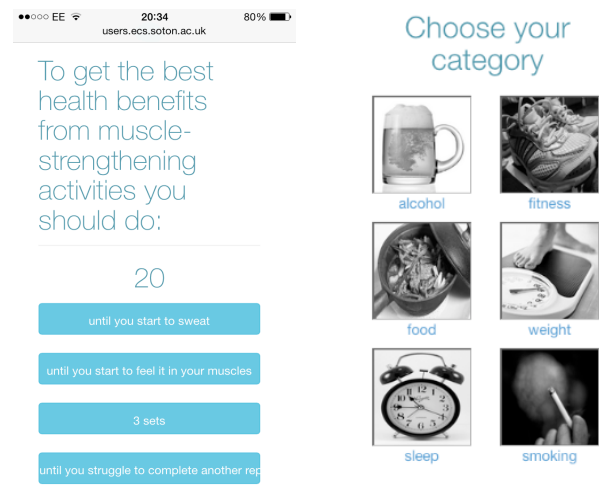 EE 20:34 80%
users.ecs.soton.ac.uk
To get the best
health benefits
from muscle-
strengthening
activities you
should do:
20
until you start to sweat
until you start to feel it in your muscles
3 sets
until you struggle to complete another rep
Choose your
category
alcohol fitness
food weight
sleep smoking